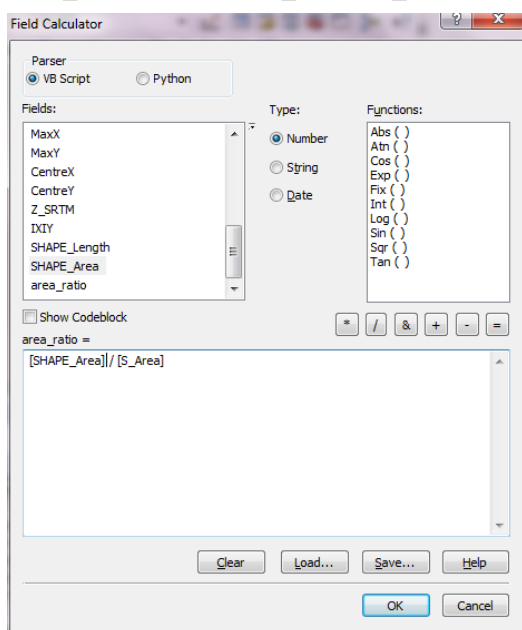 Field Calculator
?
X
Parser
VB Script
Python
Fields:
Type:
Functions:
MaxX
MaxY
CentreX
CentreY
Z_SRTM
IXIY
SHAPE_Length
SHAPE_Area
area_ratio
Number
String
Date
Abs ( )
Atn ( )
Cos ( )
Exp ( )
Fix ( )
Int ( )
Log ( )
Sin ( )
Sqr ( )
Tan ( )
Show Codeblock
* / & + - =
area_ratio =
[SHAPE_Area] / [S_Area]
Clear
Load...
Save...
Help
OK
Cancel